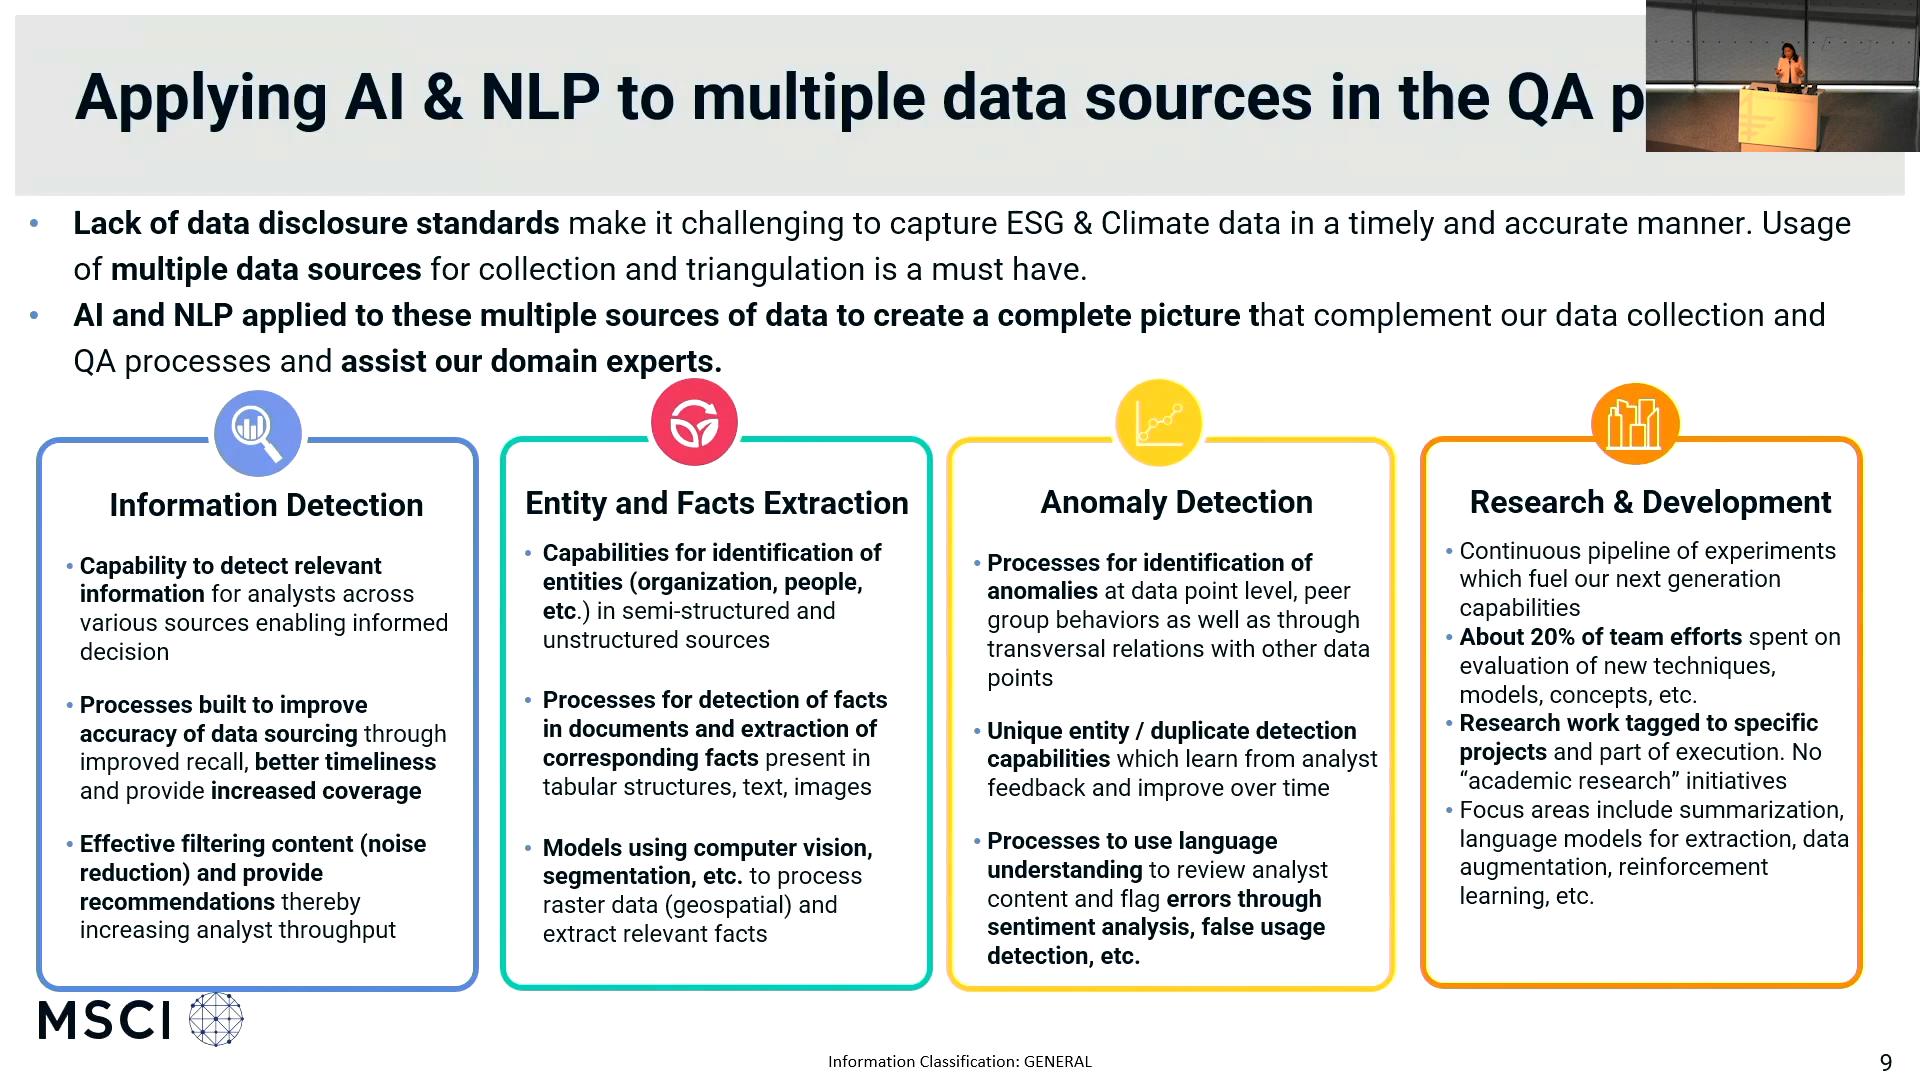 Applying AI & NLP to multiple data sources in the QA p
• Lack of data disclosure standards make it challenging to capture ESG & Climate data in a timely and accurate manner. Usage
of multiple data sources for collection and triangulation is a must have.
• AI and NLP applied to these multiple sources of data to create a complete picture that complement our data collection and
QA processes and assist our domain experts.
Information Detection
• Capability to detect relevant
information for analysts across
various sources enabling informed
decision
• Processes built to improve
accuracy of data sourcing through
improved recall, better timeliness
and provide increased coverage
• Effective filtering content (noise
reduction) and provide
recommendations thereby
increasing analyst throughput
Entity and Facts Extraction
• Capabilities for identification of
entities (organization, people,
etc.) in semi-structured and
unstructured sources
• Processes for detection of facts
in documents and extraction of
corresponding facts present in
tabular structures, text, images
• Models using computer vision,
segmentation, etc. to process
raster data (geospatial) and
extract relevant facts
Anomaly Detection
• Processes for identification of
anomalies at data point level, peer
group behaviors as well as through
transversal relations with other data
points
• Unique entity / duplicate detection
capabilities which learn from analyst
feedback and improve over time
• Processes to use language
understanding to review analyst
content and flag errors through
sentiment analysis, false usage
detection, etc.
Research & Development
• Continuous pipeline of experiments
which fuel our next generation
capabilities
• About 20% of team efforts spent on
evaluation of new techniques,
models, concepts, etc.
• Research work tagged to specific
projects and part of execution. No
“academic research” initiatives
• Focus areas include summarization,
language models for extraction, data
augmentation, reinforcement
learning, etc.
MSCI
Information Classification: GENERAL
9